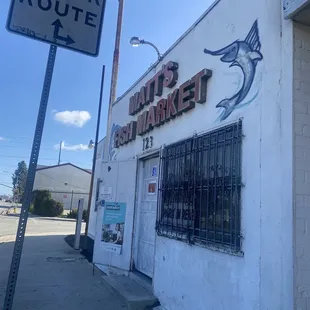 ROUTE
MATT'S
FISH MARKET
123